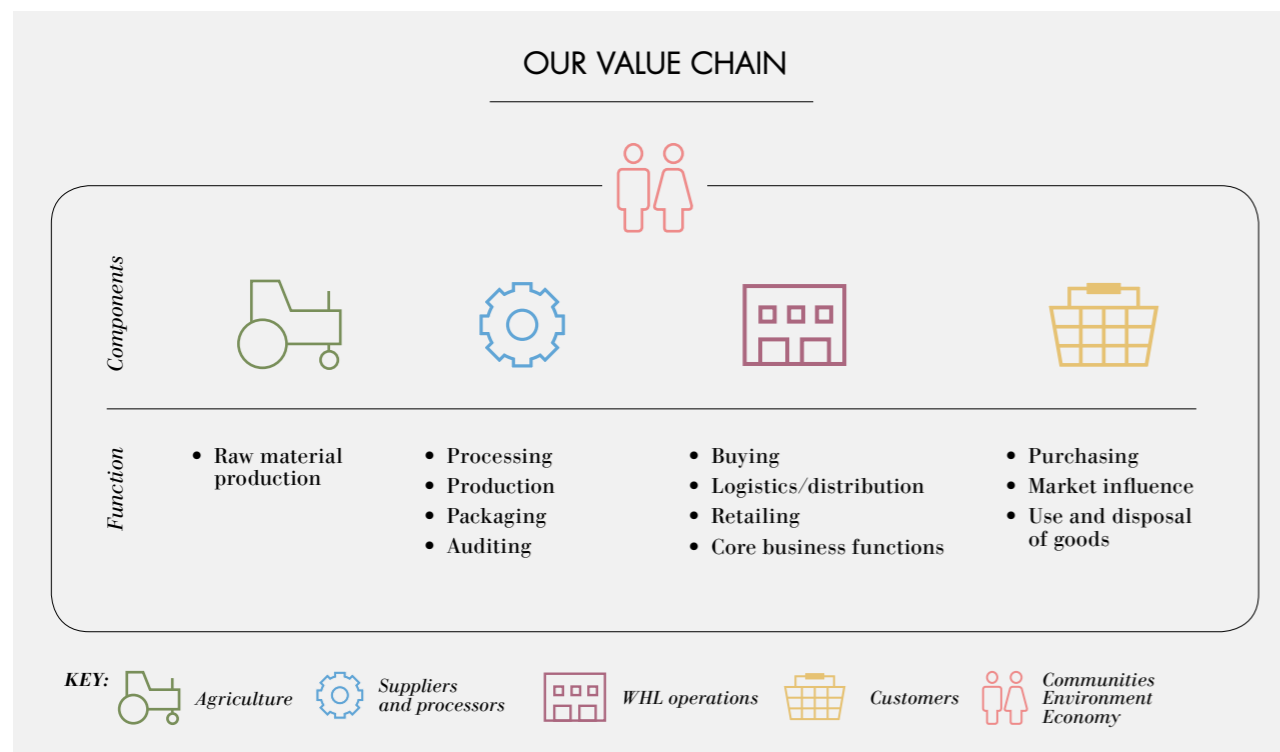 OUR VALUE CHAIN
Components
Function
• Raw material
production
• Processing
• Production
• Packaging
• Auditing
• Buying
• Logistics/distribution
• Retailing
• Core business functions
• Purchasing
• Market influence
• Use and disposal
of goods
KEY:
Agriculture
Suppliers
and processors
WHL operations
Customers
Communities
Environment
Economy